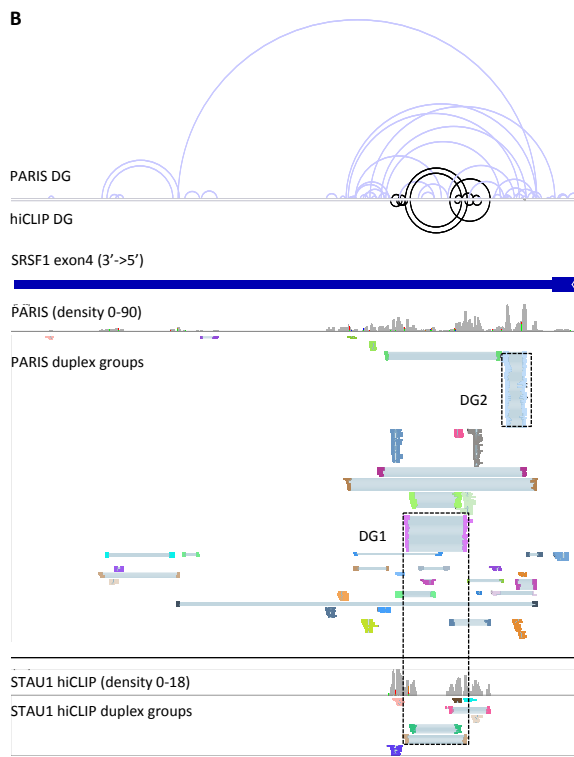 B
PARIS DG
hiCLIP DG
SRSF1 exon4 (3’->5’)
PARIS (density 0-90)
PARIS duplex groups
DG2
DG1
STAU1 hiCLIP (density 0-18)
STAU1 hiCLIP duplex groups